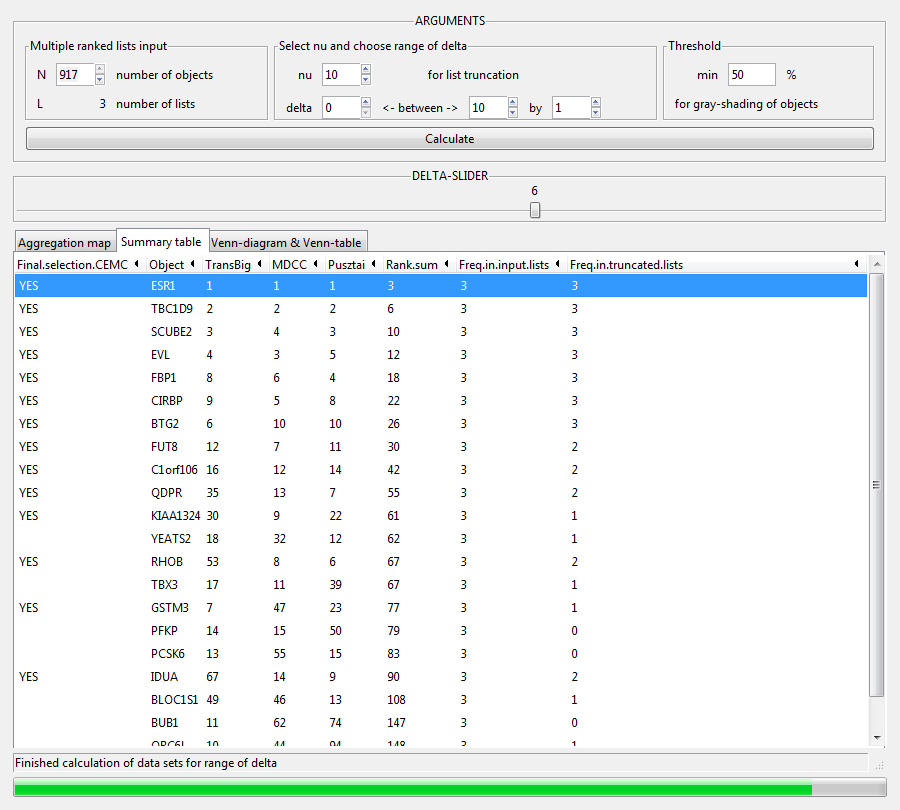 ARGUMENTS
Multiple ranked lists input
N 917 number of objects
L 3 number of lists
Select nu and choose range of delta
nu 10 for list truncation
delta 0 <- between -> 10 by 1
Threshold
min 50 %
for gray-shading of objects
Calculate
DELTA-SLIDER
6
Aggregation map Summary table Venn-diagram & Venn-table
Final.selection.CEMC Object TransBig MDCC Pusztai Rank.sum Freq.in.input.lists Freq.in.truncated.lists
YES ESR1 1 1 1 3 3 3
YES TBC1D9 2 2 2 6 3 3
YES SCUBE2 3 4 3 10 3 3
YES EVL 4 3 5 12 3 3
YES FBP1 8 6 4 18 3 3
YES CIRBP 9 5 8 22 3 3
YES BTG2 6 10 10 26 3 3
YES FUT8 12 7 11 30 3 2
YES C1orf106 16 12 14 42 3 2
YES QDPR 35 13 7 55 3 2
YES KIAA1324 30 9 22 61 3 1
YEATS2 18 32 12 62 3 1
YES RHOB 53 8 6 67 3 2
TBX3 17 11 39 67 3 1
YES GSTM3 7 47 23 77 3 1
PFKP 14 15 50 79 3 0
PCSK6 13 55 15 83 3 0
YES IDUA 67 14 9 90 3 2
BLOC1S1 49 46 13 108 3 1
BUB1 11 62 74 147 3 0
ORC6L 10 44 94 148 3 1
Finished calculation of data sets for range of delta